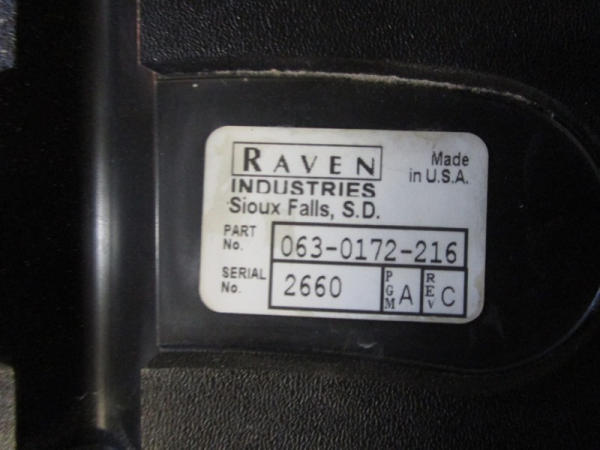 RAVEN
INDUSTRIES
Sioux Falls, S.D.
Made
in U.S.A.
PART
No.
063-0172-216
SERIAL
No.
2660
PGM
A
REV
C